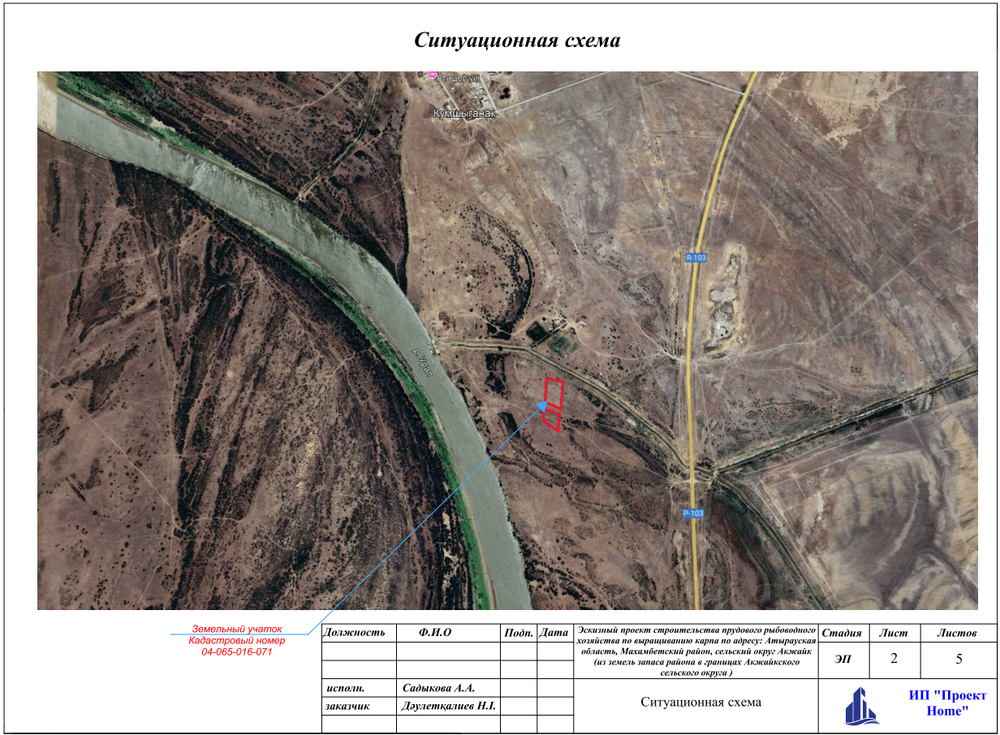 Ситуационная схема
Әлишер үйі
Кумшыганак
R-103
р. Урал
P-103
Земельный учаток
Кадастровый номер
04-065-016-071
Должность Ф.И.О Подп. Дата
Эскизный проект строительства прудового рыбоводного
хозяйства по выращиванию карпа по адресу: Атырауская
область, Махамбетский район, сельский округ Акжайк
(из земель запаса района в границах Акжайкского
сельского округа )
Стадия Лист Листов
ЭП 2 5
исполн. Садыкова А.А.
заказчик Дәулетқалиев Н.І.
Ситуационная схема
ИП "Проект
Home"